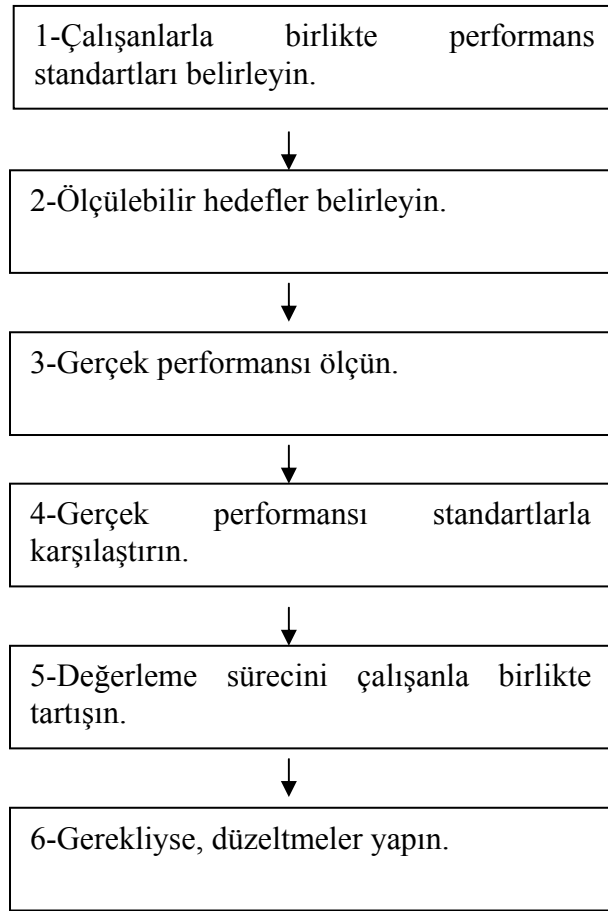 1-Çalışanlarla birlikte performans
standartları belirleyin.
2-Ölçülebilir hedefler belirleyin.
3-Gerçek performansı ölçün.
4-Gerçek performansı standartlarla
karşılaştırın.
5-Değerleme sürecini çalışanla birlikte
tartışın.
6-Gerekliyse, düzeltmeler yapın.